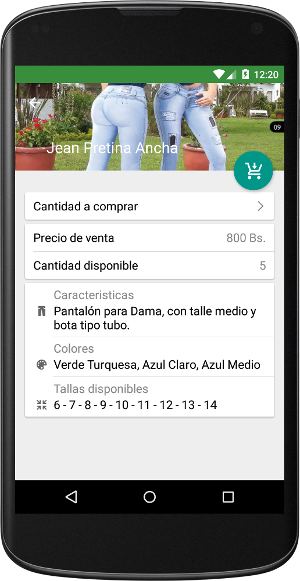 12:20
09
Jean Pretina Ancha
Cantidad a comprar
Precio de venta 800 Bs.
Cantidad disponible 5
Caracteristicas
Pantalón para Dama, con talle medio y
bota tipo tubo.
Colores
Verde Turquesa, Azul Claro, Azul Medio
Tallas disponibles
6 - 7 - 8 - 9 - 10 - 11 - 12 - 13 - 14